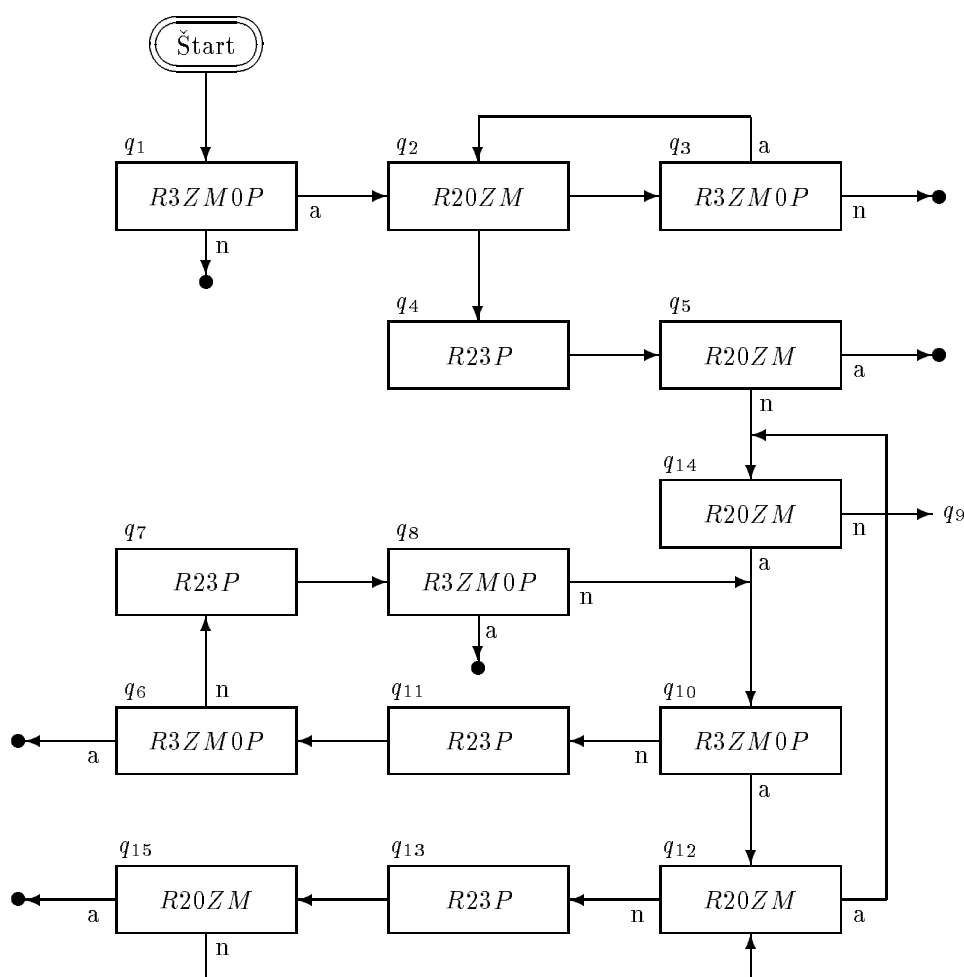 Štart
q1 q2 q3 a
R3ZM0P R20ZM R3ZM0P
a n
n
q4 q5
R23P R20ZM
a
n
q14
R20ZM q9
n
q7 q8
a
R23P R3ZM0P
n
a
q6 n q11 q10
R3ZM0P R23P R3ZM0P
a n
a
q15 q13 q12
R20ZM R23P R20ZM
a n a
n